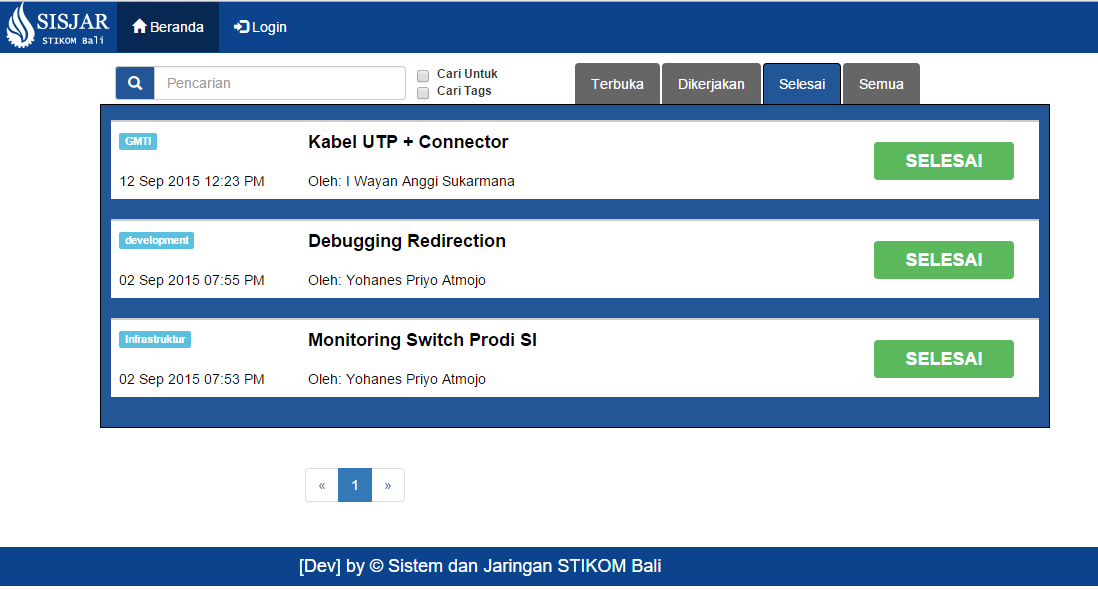 SISJAR
STIKOM Bali
Beranda
Login
Pencarian
Cari Untuk
Cari Tags
Terbuka
Dikerjakan
Selesai
Semua
GMTI
Kabel UTP + Connector
SELESAI
12 Sep 2015 12:23 PM
Oleh: I Wayan Anggi Sukarmana
development
Debugging Redirection
SELESAI
02 Sep 2015 07:55 PM
Oleh: Yohanes Priyo Atmojo
Infrastruktur
Monitoring Switch Prodi SI
SELESAI
02 Sep 2015 07:53 PM
Oleh: Yohanes Priyo Atmojo
« 1 »
[Dev] by © Sistem dan Jaringan STIKOM Bali